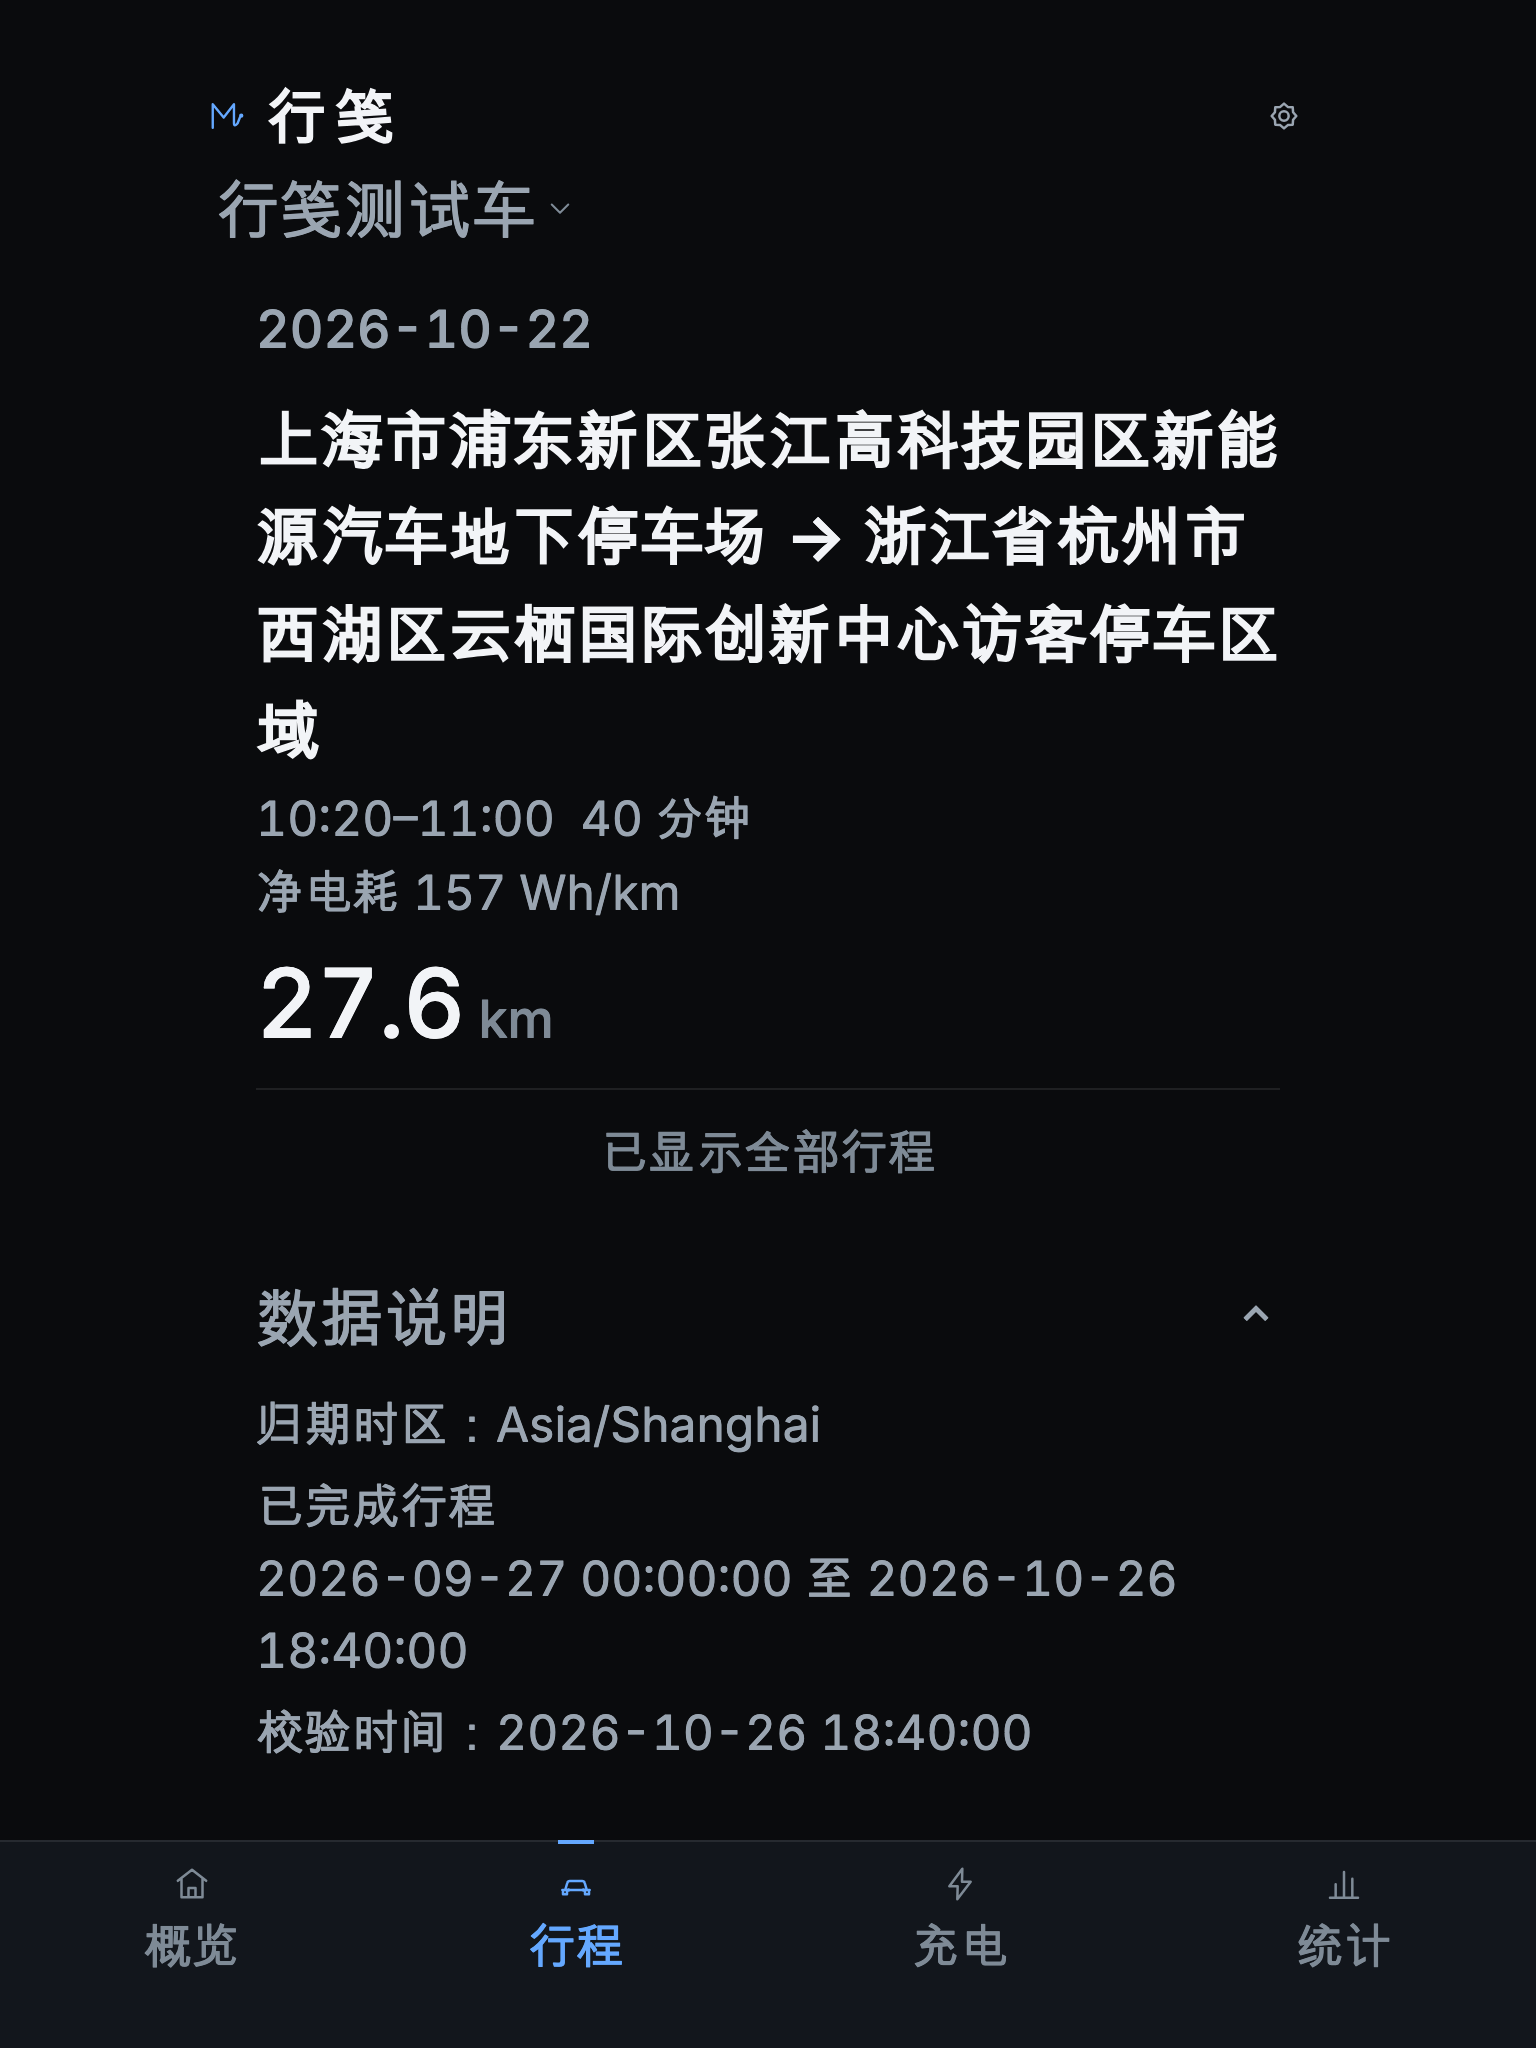 行笺
行笺测试车
2026-10-22
上海市浦东新区张江高科技园区新能
源汽车地下停车场 → 浙江省杭州市
西湖区云栖国际创新中心访客停车区
域
10:20–11:00 40 分钟
净电耗 157 Wh/km
27.6 km
已显示全部行程
数据说明
归期时区：Asia/Shanghai
已完成行程
2026-09-27 00:00:00 至 2026-10-26
18:40:00
校验时间：2026-10-26 18:40:00
概览 行程 充电 统计